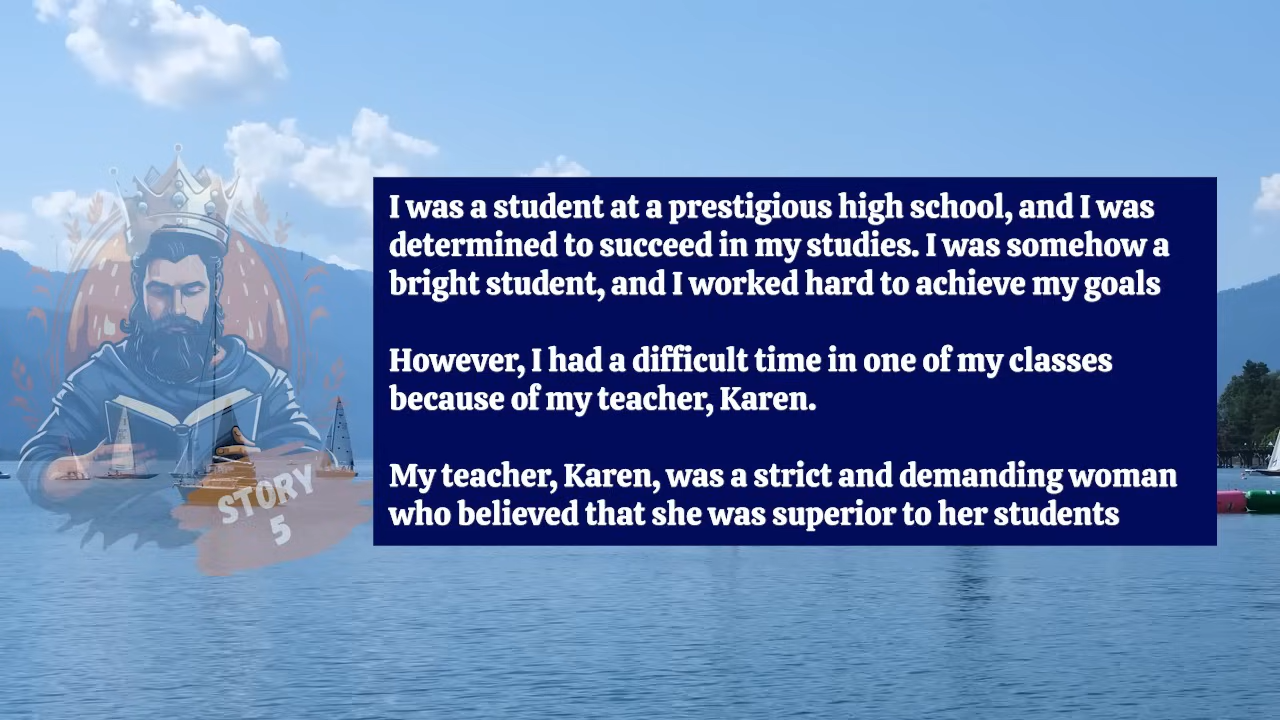 I was a student at a prestigious high school, and I was
determined to succeed in my studies. I was somehow a
bright student, and I worked hard to achieve my goals
However, I had a difficult time in one of my classes
because of my teacher, Karen.
My teacher, Karen, was a strict and demanding woman
who believed that she was superior to her students
STORY
5